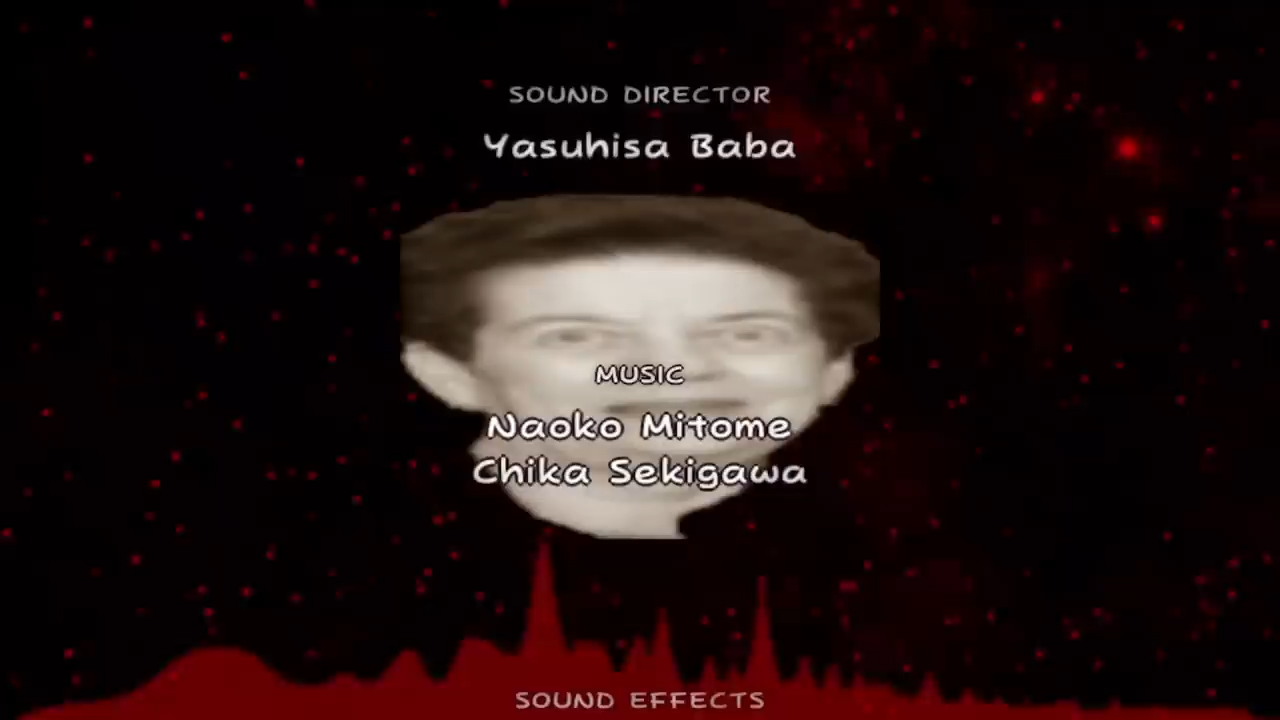 SOUND DIRECTOR
Yasuhisa Baba
MUSIC
Naoko Mitome
Chika Sekigawa
SOUND EFFECTS